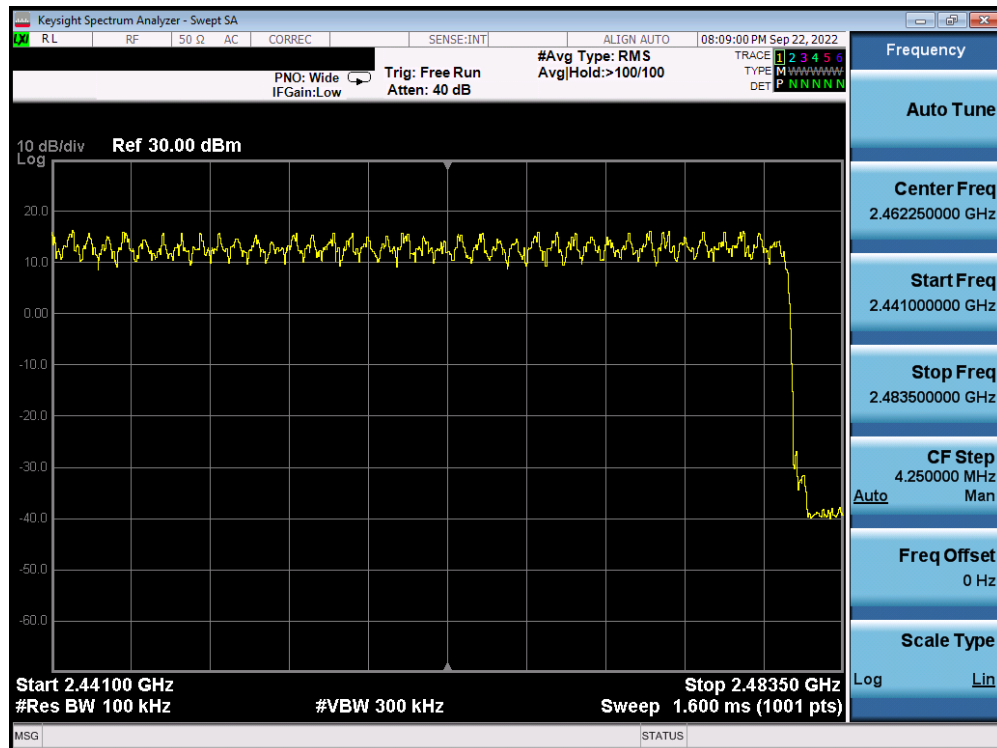 Keysight Spectrum Analyzer - Swept SA
LXI RL RF 50 Ω AC CORREC SENSE:INT ALIGN AUTO 08:09:00 PM Sep 22, 2022
Frequency
PNO: Wide
IFGain:Low
Trig: Free Run
Atten: 40 dB
#Avg Type: RMS
Avg|Hold:>100/100
TRACE 1 2 3 4 5 6
TYPE M WWWWW
DET P N N N N N
Auto Tune
10 dB/div
Log
Ref 30.00 dBm
20.0
10.0
0.00
-10.0
-20.0
-30.0
-40.0
-50.0
-60.0
Center Freq
2.462250000 GHz
Start Freq
2.441000000 GHz
Stop Freq
2.483500000 GHz
CF Step
4.250000 MHz
Auto Man
Freq Offset
0 Hz
Scale Type
Log Lin
Start 2.44100 GHz Stop 2.48350 GHz
#Res BW 100 kHz #VBW 300 kHz Sweep 1.600 ms (1001 pts)
MSG STATUS